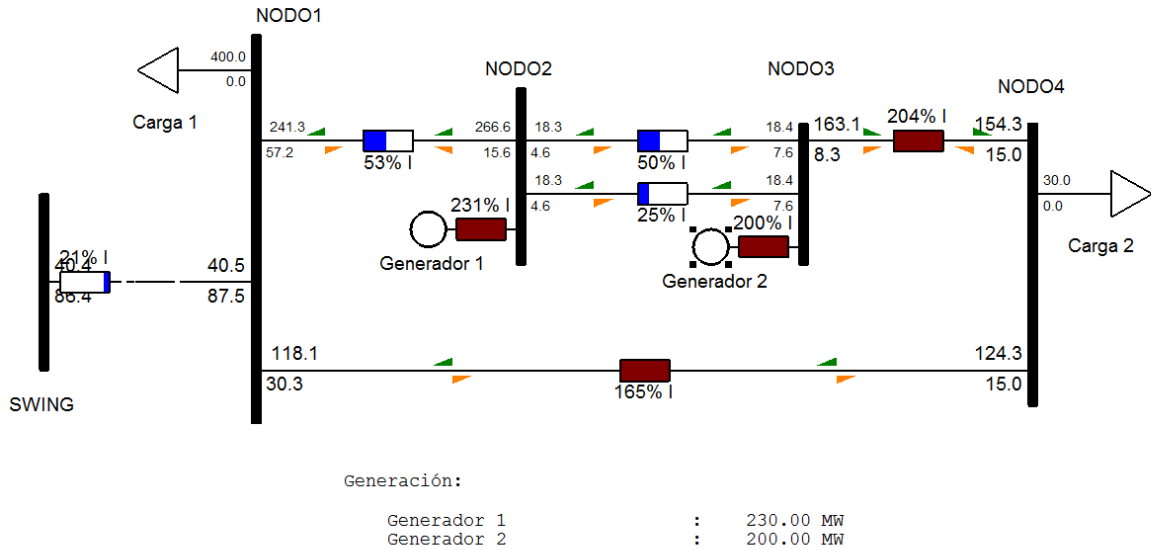 NODO1
400.0
0.0
Carga 1
NODO2
NODO3
NODO4
241.3
57.2
53% I
266.6
15.6
18.3
4.6
50% I
18.4
7.6
163.1
8.3
204% I
154.3
15.0
18.3
4.6
25% I
18.4
7.6
30.0
0.0
Carga 2
231% I
Generador 1
200% I
Generador 2
21% I
40.4
86.4
40.5
87.5
SWING
118.1
30.3
165% I
124.3
15.0
Generación:
Generador 1 : 230.00 MW
Generador 2 : 200.00 MW